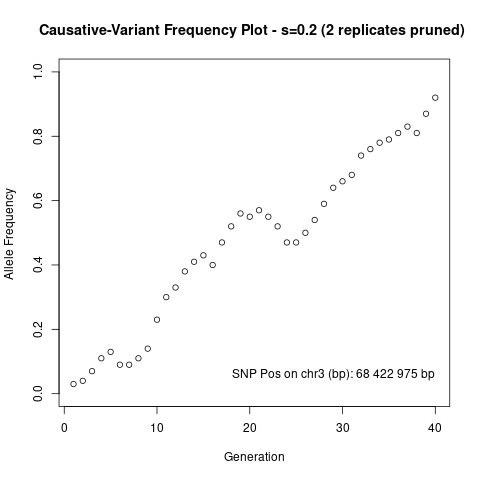 Causative-Variant Frequency Plot - s=0.2 (2 replicates pruned)
Allele Frequency
1.0
0.8
0.6
0.4
0.2
0.0
SNP Pos on chr3 (bp): 68 422 975 bp
0 10 20 30 40
Generation